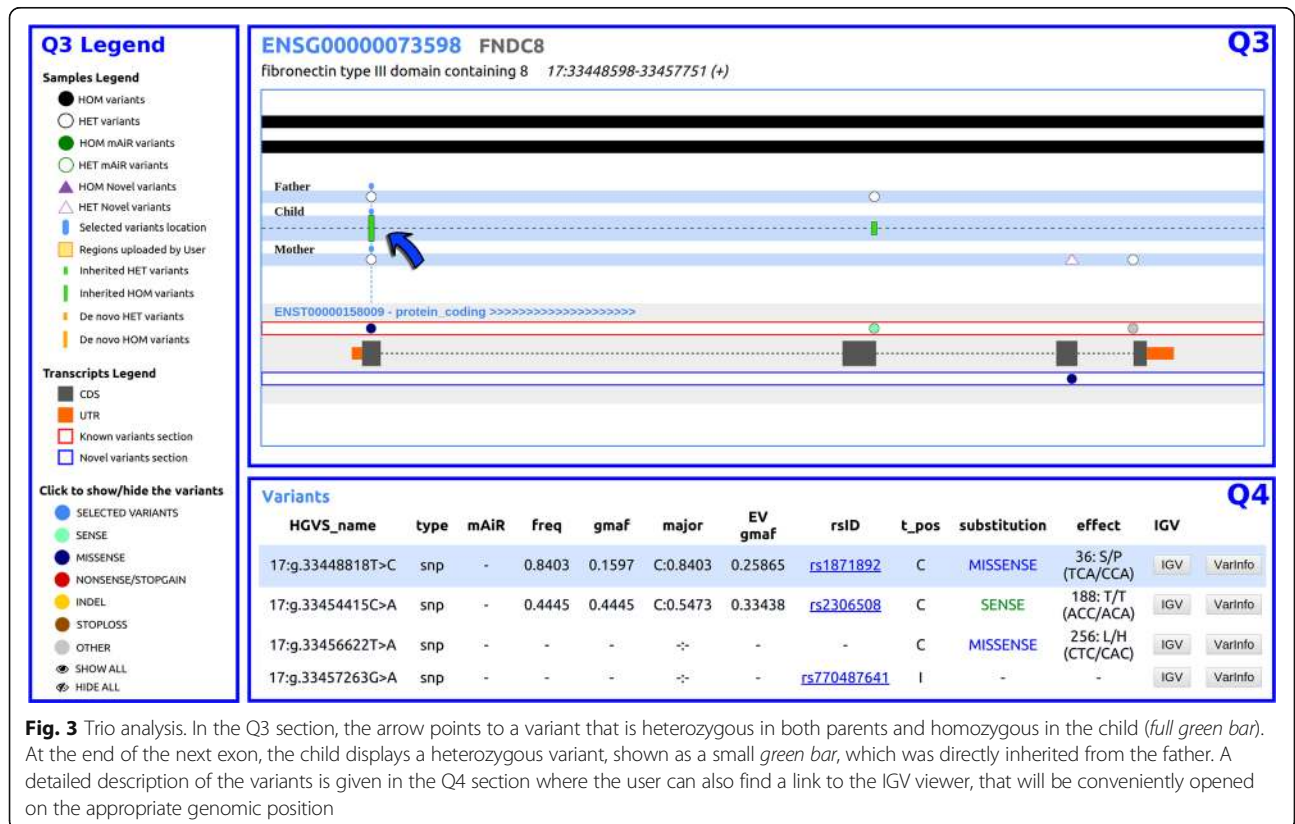 Q3 Legend
Samples Legend
HOM variants
HET variants
HOM mAiR variants
HET mAiR variants
HOM Novel variants
HET Novel variants
Selected variants location
Regions uploaded by User
Inherited HET variants
Inherited HOM variants
De novo HET variants
De novo HOM variants
Transcripts Legend
CDS
UTR
Known variants section
Novel variants section
Click to show/hide the variants
SELECTED VARIANTS
SENSE
MISSENSE
NONSENSE/STOPGAIN
INDEL
STOPLOSS
OTHER
SHOW ALL
HIDE ALL
ENSG00000073598 FNDC8 Q3
fibronectin type III domain containing 8 17:33448598-33457751 (+)
Father
Child
Mother
ENST00000158009 - protein_coding >>>>>>>>>>>>>>>>>>>>
Variants Q4
HGVS_name type mAiR freq gmaf major EV gmaf rsID t_pos substitution effect IGV
17:g.33448818T>C snp - 0.8403 0.1597 C:0.8403 0.25865 rs1871892 C MISSENSE 36: S/P (TCA/CCA) IGV VarInfo
17:g.33454415C>A snp - 0.4445 0.4445 C:0.5473 0.33438 rs2306508 C SENSE 188: T/T (ACC/ACA) IGV VarInfo
17:g.33456622T>A snp - - - -:- - - C MISSENSE 256: L/H (CTC/CAC) IGV VarInfo
17:g.33457263G>A snp - - - -:- - rs770487641 I - - IGV VarInfo
Fig. 3 Trio analysis. In the Q3 section, the arrow points to a variant that is heterozygous in both parents and homozygous in the child (full green bar).
At the end of the next exon, the child displays a heterozygous variant, shown as a small green bar, which was directly inherited from the father. A
detailed description of the variants is given in the Q4 section where the user can also find a link to the IGV viewer, that will be conveniently opened
on the appropriate genomic position